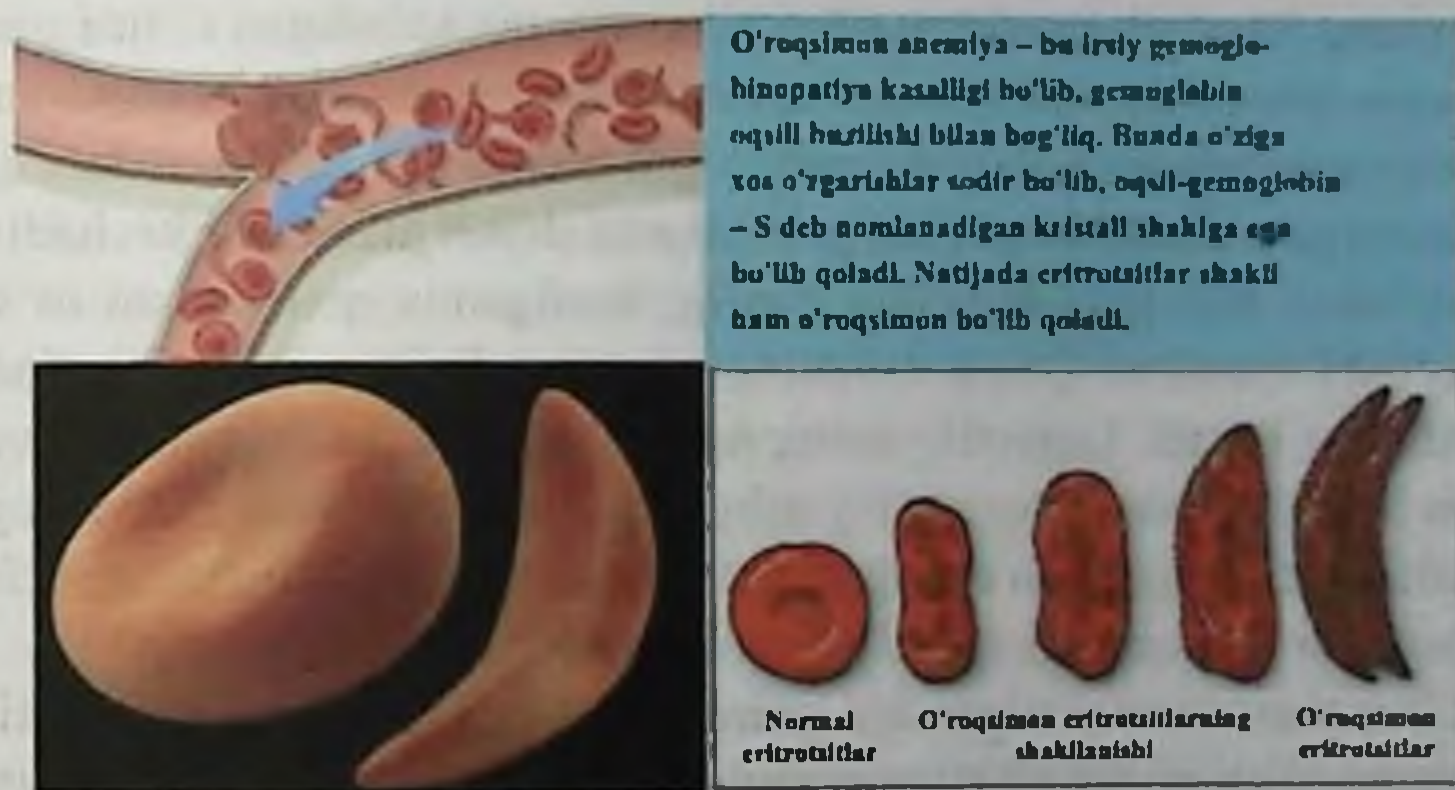 O'roqsimon anemiya – bu irsiy gemoglo-
binopatiya kasalligi bo'lib, gemoglobin
oqsili buzilishi bilan bog'liq. Bunda o'ziga
xos o'zgarishlar sodir bo'lib, oqsil-gemoglobin
– S deb nomlanadigan kristall shaklga ega
bo'lib qoladi. Natijada eritrotsitlar shakli
ham o'roqsimon bo'lib qoladi.
Normal
eritrotsitlar
O'roqsimon eritrotsitlarning
shakllanishi
O'roqsimon
eritrotsitlar